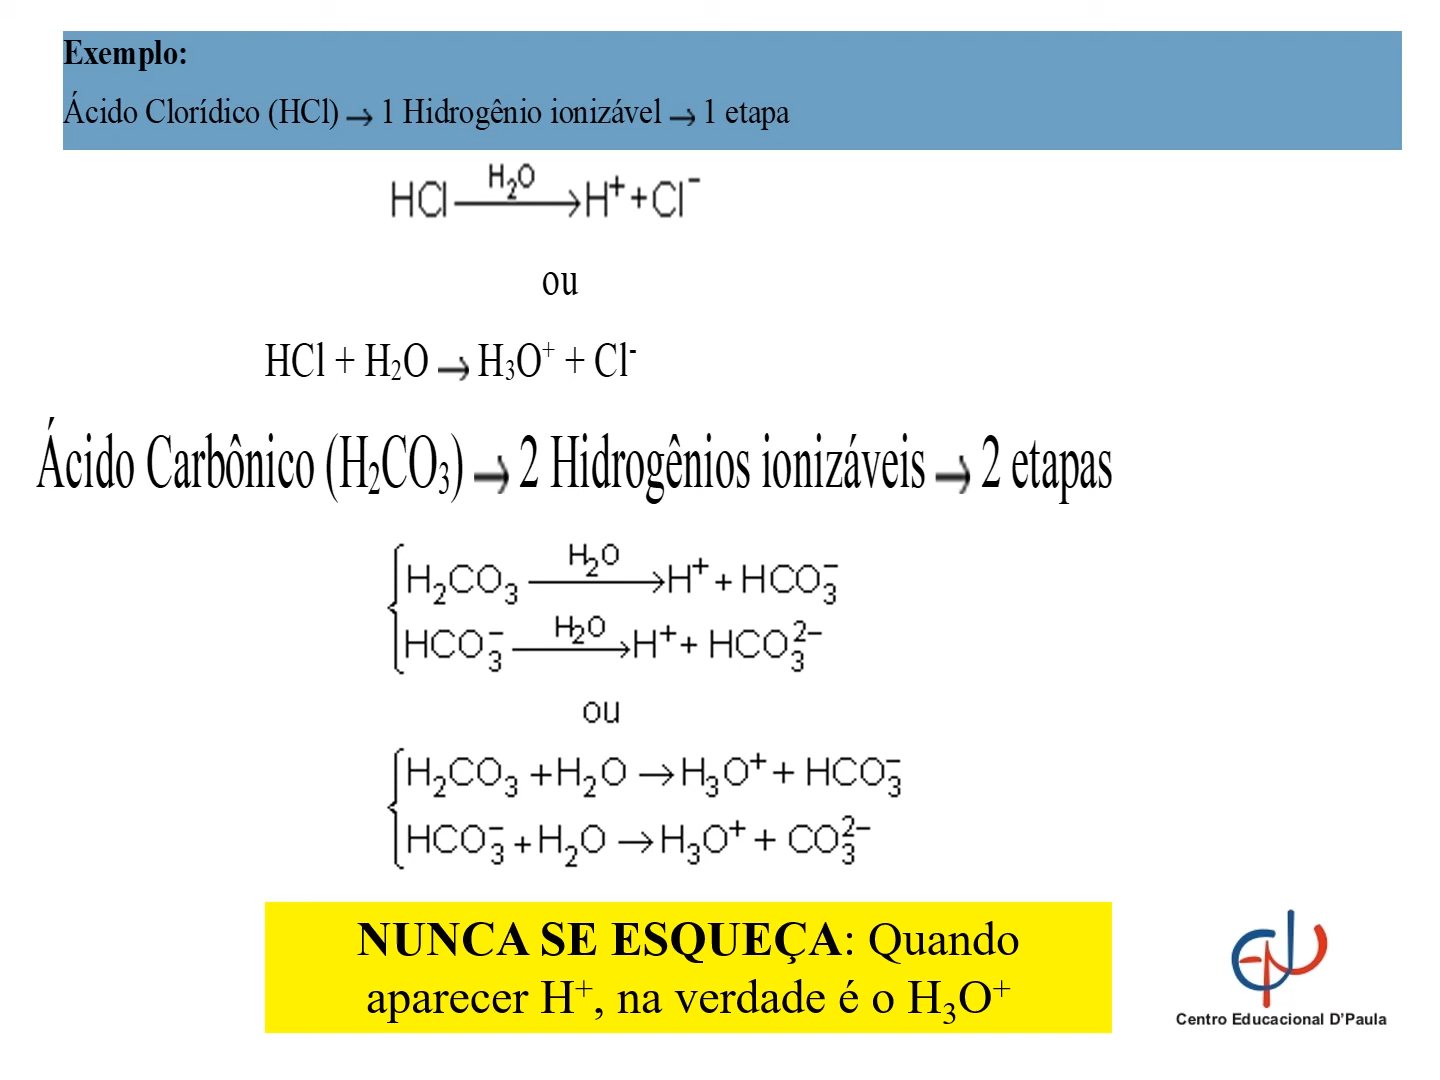 Exemplo:
Ácido Clorídico (HCl) → 1 Hidrogênio ionizável → 1 etapa
HCl —H₂O→ H⁺ + Cl⁻
ou
HCl + H₂O → H₃O⁺ + Cl⁻
Ácido Carbônico (H₂CO₃) → 2 Hidrogênios ionizáveis → 2 etapas
H₂CO₃ —H₂O→ H⁺ + HCO₃⁻
HCO₃⁻ —H₂O→ H⁺ + HCO₃²⁻
ou
H₂CO₃ + H₂O → H₃O⁺ + HCO₃⁻
HCO₃⁻ + H₂O → H₃O⁺ + CO₃²⁻
NUNCA SE ESQUEÇA: Quando
aparecer H⁺, na verdade é o H₃O⁺
Centro Educacional D'Paula